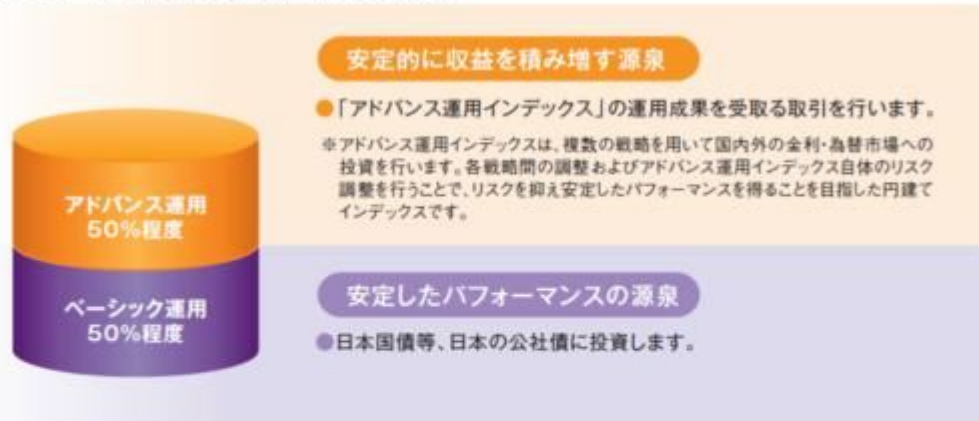 安定的に収益を積み増す源泉
●「アドバンス運用インデックス」の運用成果を受取る取引を行います。
※アドバンス運用インデックスは、複数の戦略を用いて国内外の金利・為替市場への
投資を行います。各戦略間の調整およびアドバンス運用インデックス自体のリスク
調整を行うことで、リスクを抑え安定したパフォーマンスを得ることを目指した円建て
インデックスです。
アドバンス運用
50%程度
安定したパフォーマンスの源泉
●日本国債等、日本の公社債に投資します。
ベーシック運用
50%程度